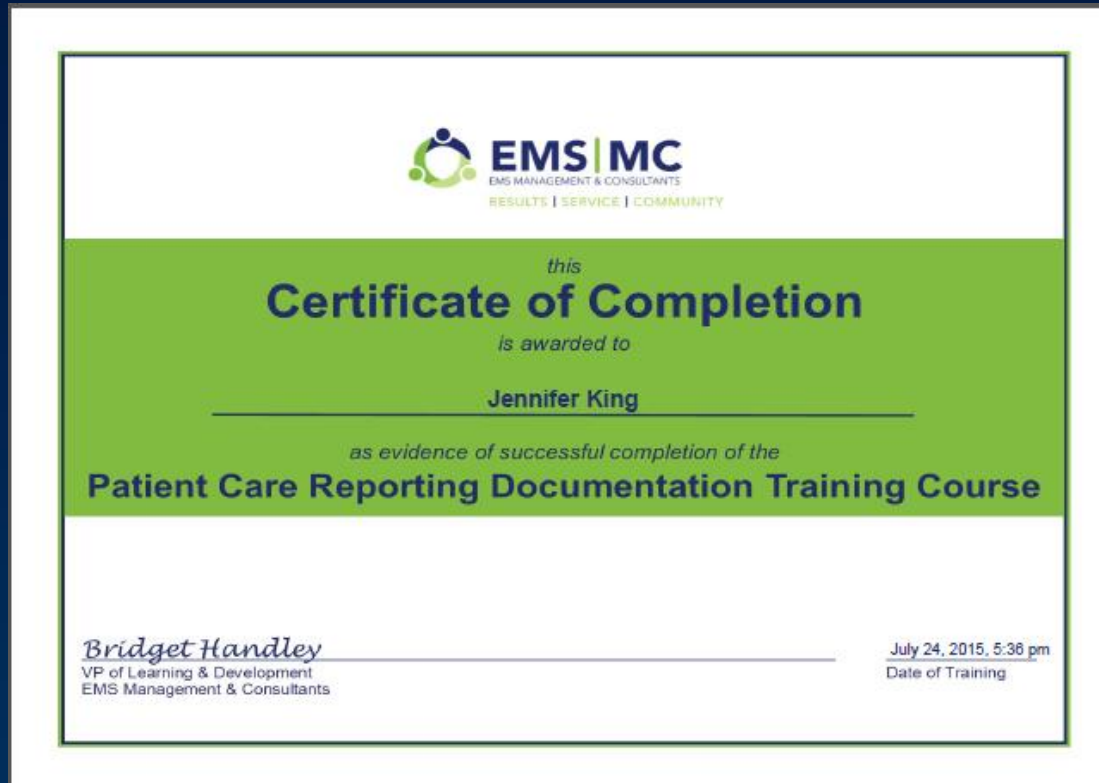 EMS|MC
EMS MANAGEMENT & CONSULTANTS
RESULTS | SERVICE | COMMUNITY
this
Certificate of Completion
is awarded to
Jennifer King
as evidence of successful completion of the
Patient Care Reporting Documentation Training Course
Bridget Handley
VP of Learning & Development
EMS Management & Consultants
July 24, 2015, 5:36 pm
Date of Training